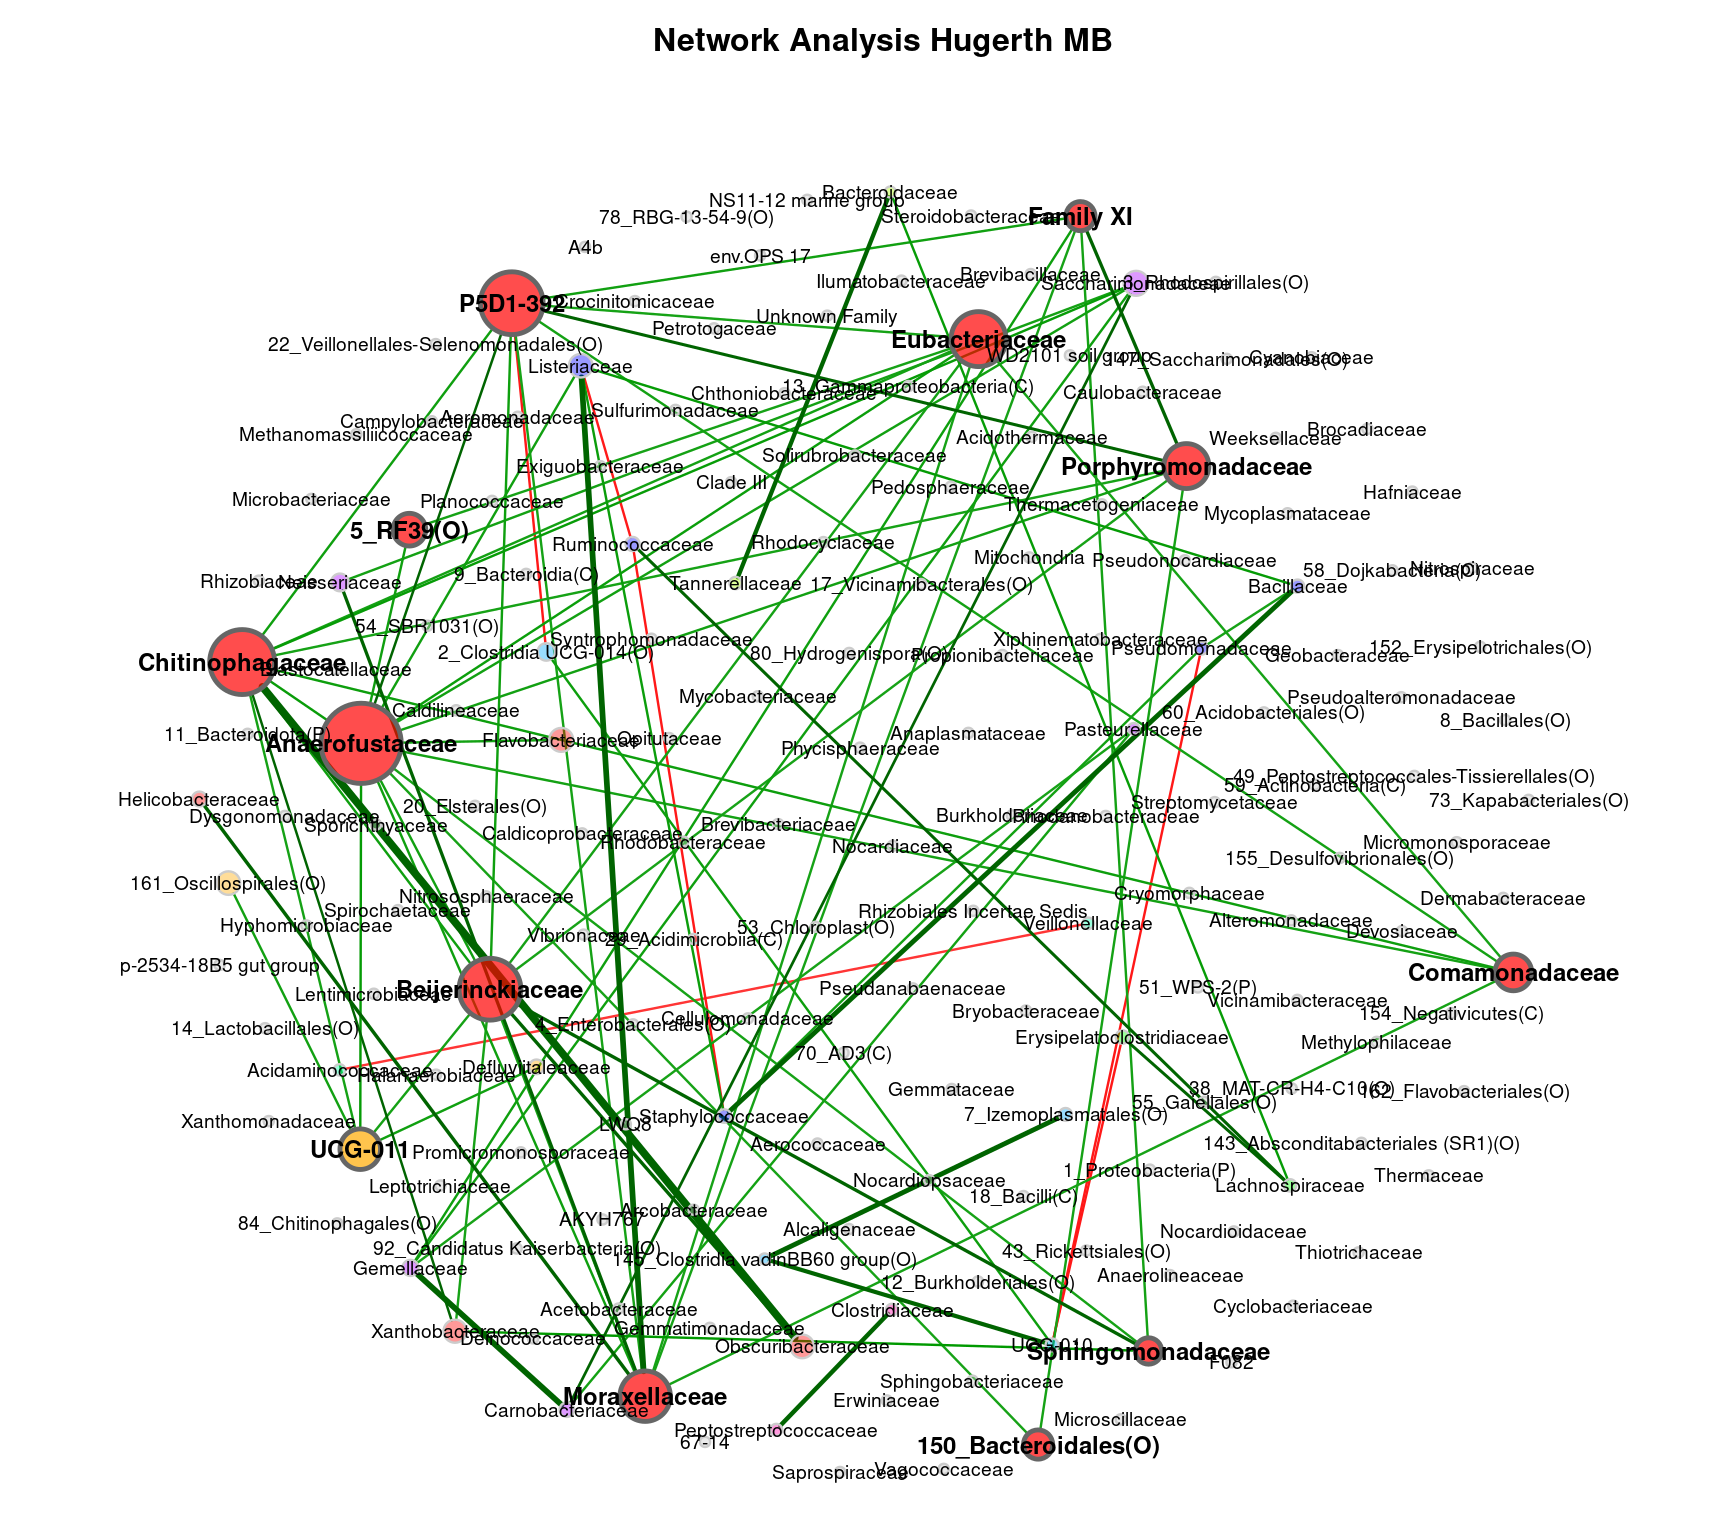 Network Analysis Hugerth MB
Bacteroidaceae
NS11-12 marine group
78_RBG-13-54-9(O)
Steroidobacteraceae
Family XI
A4b
env.OPS 17
Brevibacillaceae
Ilumatobacteraceae
Saccharimonadaceae
3_Rhodospirillales(O)
P5D1-392
Crocinitomicaceae
Unknown Family
Petrotogaceae
Eubacteriaceae
22_Veillonellales-Selenomonadales(O)
WD2101 soil group
147_Saccharimonadales(O)
Cyanobiaceae
Listeriaceae
13_Gammaproteobacteria(C)
Chthoniobacteraceae
Caulobacteraceae
Sulfurimonadaceae
Aeromonadaceae
Campylobacteraceae
Methanomassiliicoccaceae
Acidothermaceae
Weeksellaceae
Brocadiaceae
Solirubrobacteraceae
Exiguobacteraceae
Porphyromonadaceae
Clade III
Pedosphaeraceae
Hafniaceae
Microbacteriaceae
Planococcaceae
Thermacetogeniaceae
Mycoplasmataceae
5_RF39(O)
Ruminococcaceae
Rhodocyclaceae
Mitochondria
Pseudonocardiaceae
58_Dojkabacteria(O)
Nitrospiraceae
9_Bacteroidia(O)
Rhizobiaceae
Neisseriaceae
Tannerellaceae
17_Vicinamibacterales(O)
Bacillaceae
54_SBR1031(O)
Syntrophomonadaceae
Xiphinematobacteraceae
2_Clostridia UCG-014(O)
80_Hydrogenispora(O)
Propionibacteriaceae
Pseudomonadaceae
Geobacteraceae
152_Erysipelotrichales(O)
Chitinophagaceae
Blastocatellaceae
Mycobacteriaceae
Pseudoalteromonadaceae
Caldilineaceae
60_Acidobacteriales(O)
8_Bacillales(O)
11_Bacteroidota(P)
Anaerofustaceae
Flavobacteriaceae
Opitutaceae
Phycisphaeraceae
Anaplasmataceae
Pasteurellaceae
49_Peptostreptococcales-Tissierellales(O)
59_Actinobacteria(C)
Helicobacteraceae
20_Elsterales(O)
Streptomycetaceae
73_Kapabacteriales(O)
Dysgonomonadaceae
Sporichthyaceae
Caldicoprobacteraceae
Brevibacteriaceae
Burkholderiaceae
Rhodanobacteraceae
Rhodobacteraceae
Nocardiaceae
Micromonosporaceae
155_Desulfovibrionales(O)
161_Oscillospirales(O)
Nitrososphaeraceae
Cryomorphaceae
Dermabacteraceae
Spirochaetaceae
Rhizobiales Incertae Sedis
Hyphomicrobiaceae
53_Chloroplast(O)
Veillonellaceae
Alteromonadaceae
Devosiaceae
Vibrionaceae
29_Acidimicrobiia(C)
p-2534-18B5 gut group
Comamonadaceae
Lentimicrobiaceae
Beijerinckiaceae
Pseudanabaenaceae
51_WPS-2(P)
Vicinamibacteraceae
Bryobacteraceae
154_Negativicutes(C)
14_Lactobacillales(O)
4_Enterobacterales(O)
Cellulomonadaceae
Erysipelatoclostridiaceae
Methylophilaceae
70_AD3(C)
Acidaminococcaceae
Halanaerobiaceae
Defluviitaleaceae
Gemmataceae
38_MAT-CR-H4-C10(O)
162_Flavobacteriales(O)
55_Gaiellales(O)
Xanthomonadaceae
LWQ8
Staphylococcaceae
7_Izemoplasmatales(O)
Aerococcaceae
143_Absconditabacteriales (SR1)(O)
UCG-011
Promicromonosporaceae
1_Proteobacteria(P)
Thermaceae
Leptotrichiaceae
Nocardiopsaceae
18_Bacilli(C)
Lachnospiraceae
84_Chitinophagales(O)
AKYH767
Arcobacteraceae
Alcaligenaceae
Nocardioidaceae
92_Candidatus Kaiserbacteria(O)
145_Clostridia vadinBB60 group(O)
43_Rickettsiales(O)
Thiotrichaceae
Gemellaceae
12_Burkholderiales(O)
Anaerolineaceae
Acetobacteraceae
Clostridiaceae
Cyclobacteriaceae
Xanthobacteraceae
Deinococcaceae
Gemmatimonadaceae
Obscuribacteraceae
UCG-010
Sphingomonadaceae
F082
Sphingobacteriaceae
Moraxellaceae
Erwiniaceae
Carnobacteriaceae
Peptostreptococcaceae
Microscillaceae
67-14
150_Bacteroidales(O)
Saprospiraceae
Vagococcaceae